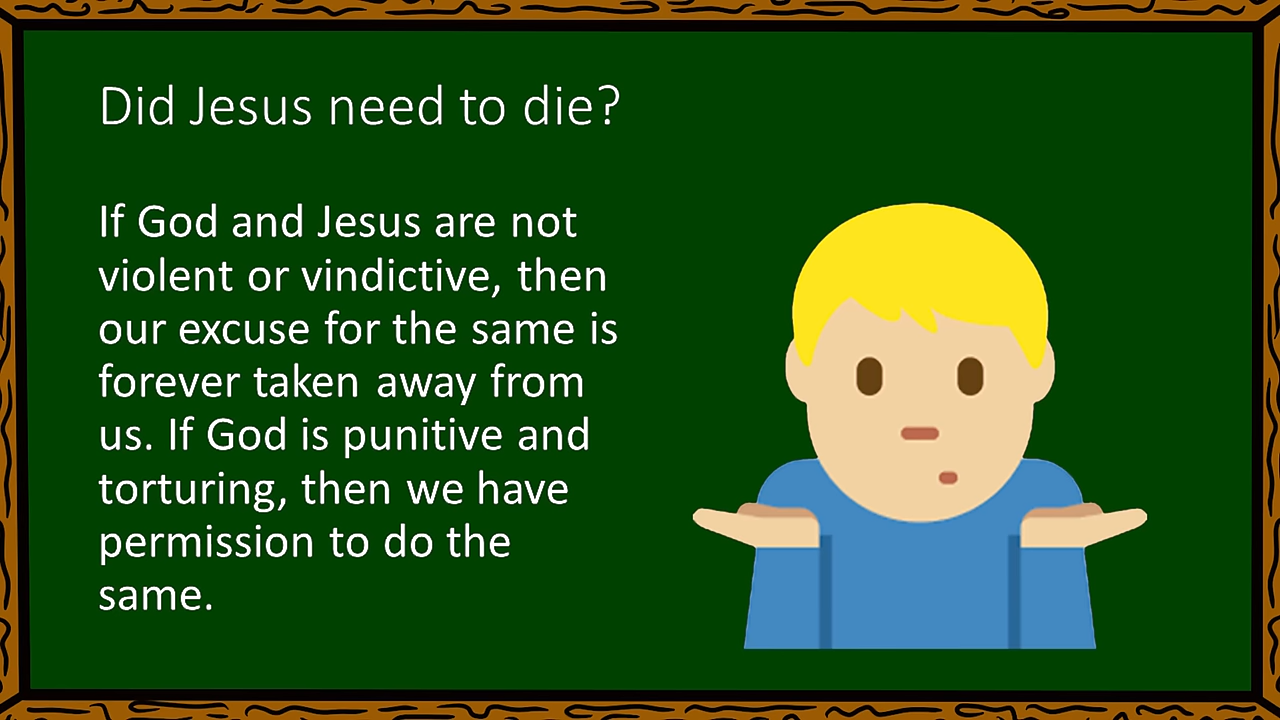 Did Jesus need to die?
If God and Jesus are not
violent or vindictive, then
our excuse for the same is
forever taken away from
us. If God is punitive and
torturing, then we have
permission to do the
same.